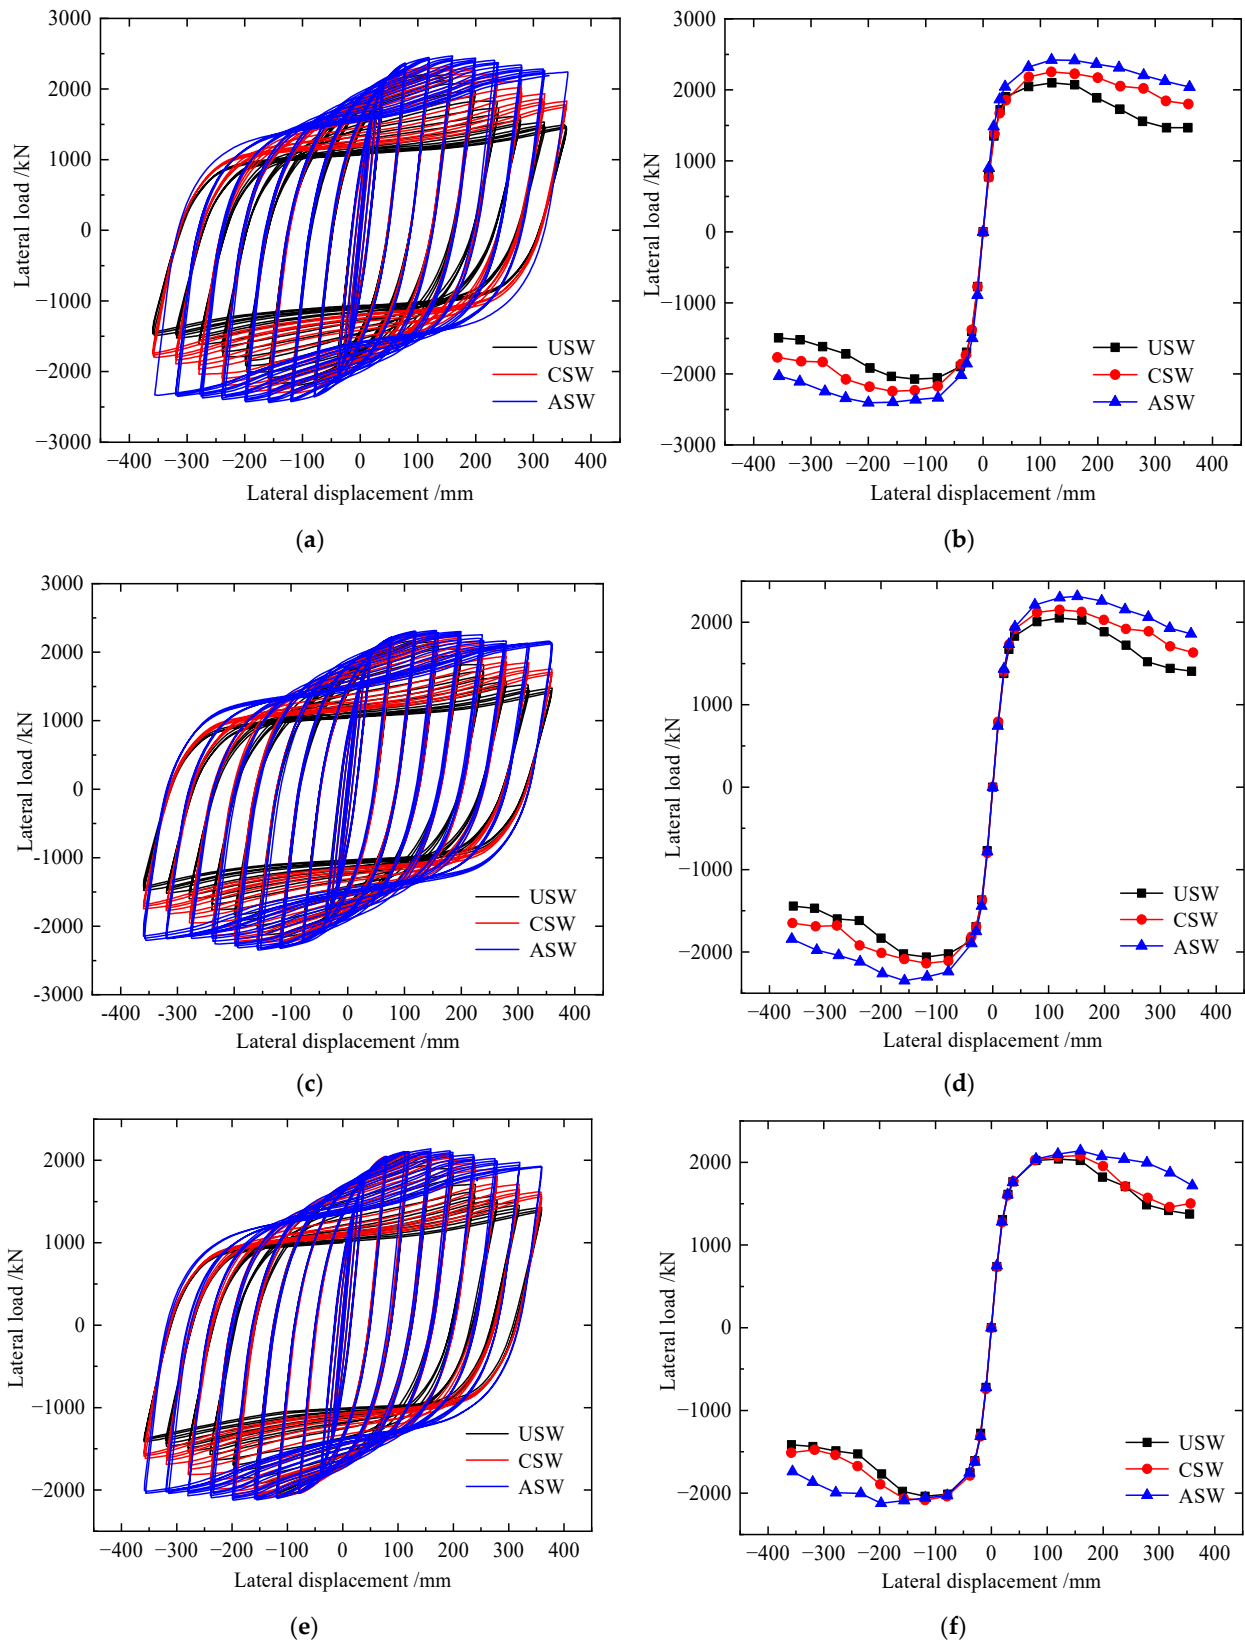 3000
2000
1000
0
−1000
−2000
−3000
Lateral load /kN
USW
CSW
ASW
−400 −300 −200 −100 0 100 200 300 400
Lateral displacement /mm
(a)
3000
2000
1000
0
−1000
−2000
−3000
Lateral load /kN
USW
CSW
ASW
−400 −300 −200 −100 0 100 200 300 400
Lateral displacement /mm
(b)
3000
2000
1000
0
-1000
-2000
-3000
Lateral load /kN
USW
CSW
ASW
-400 -300 -200 -100 0 100 200 300 400
Lateral displacement /mm
(c)
2000
1000
0
−1000
−2000
Lateral load /kN
USW
CSW
ASW
−400 −300 −200 −100 0 100 200 300 400
Lateral displacement /mm
(d)
2000
1000
0
−1000
−2000
Lateral load /kN
USW
CSW
ASW
−400 −300 −200 −100 0 100 200 300 400
Lateral displacement /mm
(e)
2000
1000
0
−1000
−2000
Lateral load /kN
USW
CSW
ASW
−400 −300 −200 −100 0 100 200 300 400
Lateral displacement /mm
(f)